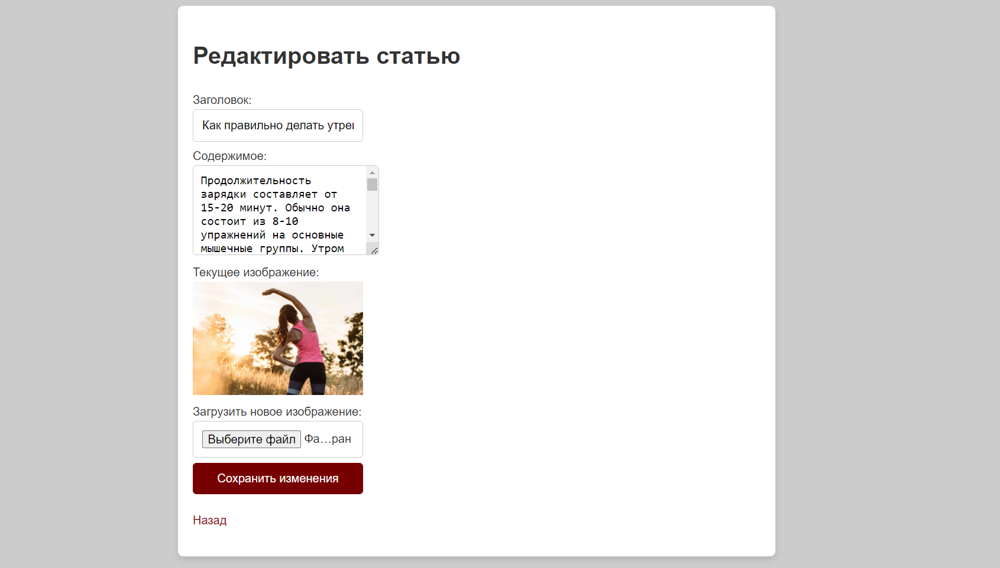 Редактировать статью
Заголовок:
Как правильно делать утре
Содержимое:
Продолжительность
зарядки составляет от
15-20 минут. Обычно она
состоит из 8-10
упражнений на основные
мышечные группы. Утром
Текущее изображение:
Загрузить новое изображение:
Выберите файл Фа...ран
Сохранить изменения
Назад